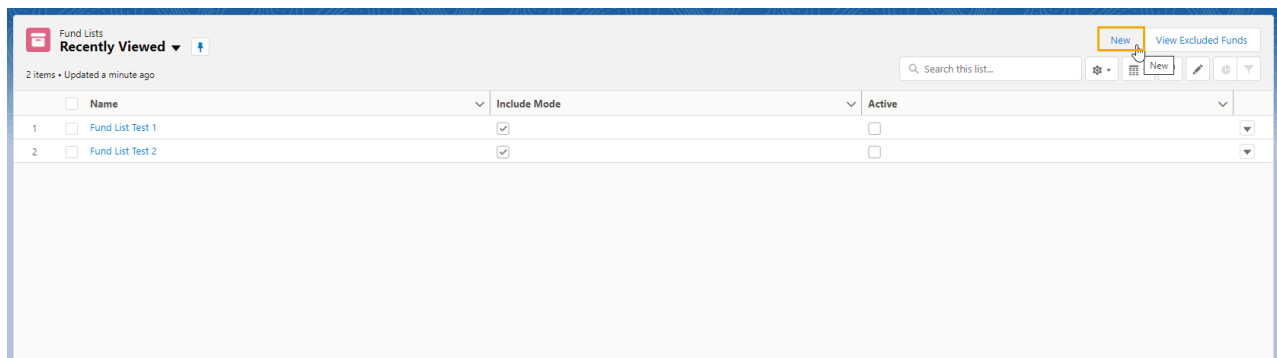 Fund Lists
Recently Viewed
New
View Excluded Funds
2 items • Updated a minute ago
Search this list...
New
Name
Include Mode
Active
1
Fund List Test 1
2
Fund List Test 2